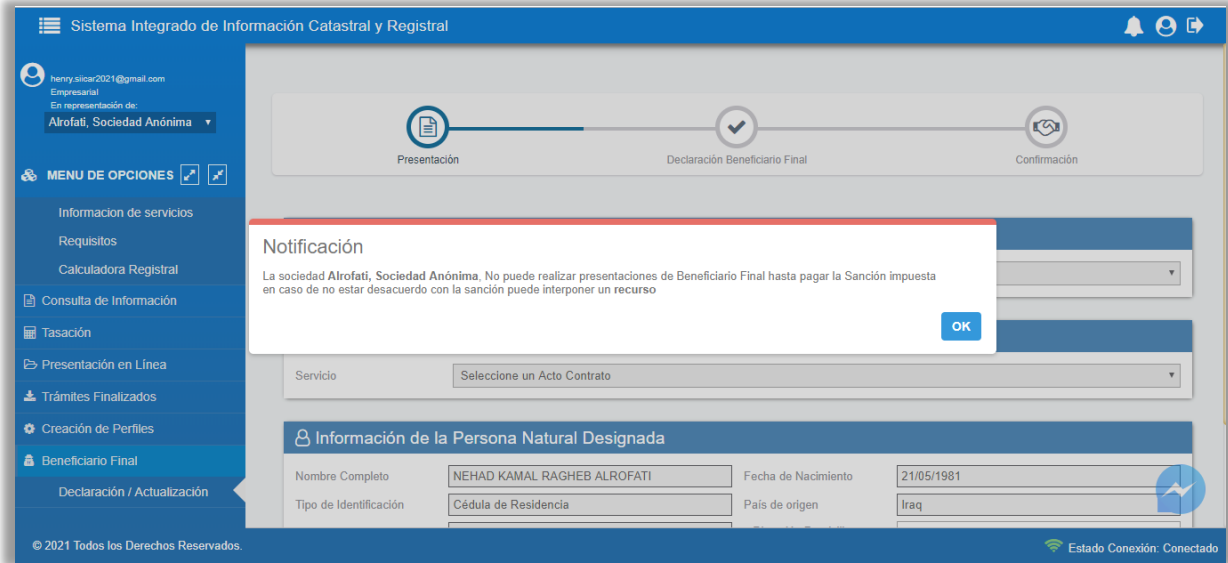 Sistema Integrado de Información Catastral y Registral
henry.siicar2021@gmail.com
Empresarial
En representación de:
Alrofati, Sociedad Anónima
MENU DE OPCIONES
Informacion de servicios
Requisitos
Calculadora Registral
Consulta de Información
Tasación
Presentación en Línea
Trámites Finalizados
Creación de Perfiles
Beneficiario Final
Declaración / Actualización
Presentación
Declaración Beneficiario Final
Confirmación
Notificación
La sociedad Alrofati, Sociedad Anónima, No puede realizar presentaciones de Beneficiario Final hasta pagar la Sanción impuesta
en caso de no estar desacuerdo con la sanción puede interponer un recurso
OK
Servicio Seleccione un Acto Contrato
Información de la Persona Natural Designada
Nombre Completo NEHAD KAMAL RAGHEB ALROFATI Fecha de Nacimiento 21/05/1981
Tipo de Identificación Cédula de Residencia País de origen Iraq
© 2021 Todos los Derechos Reservados.
Estado Conexión: Conectado